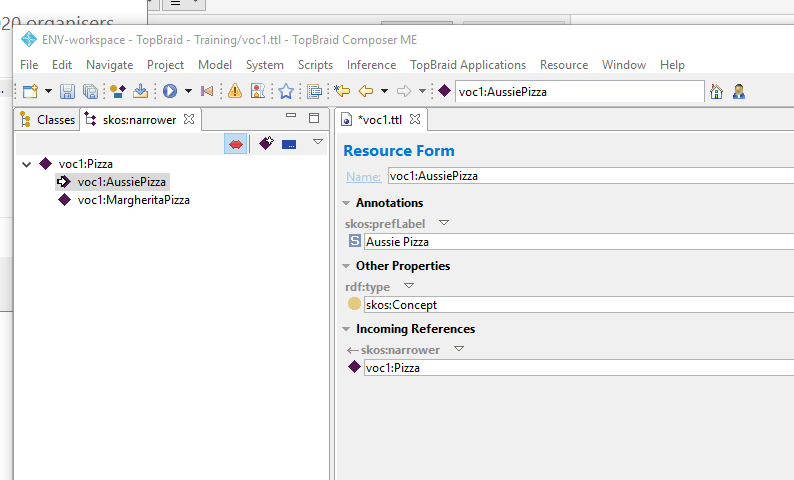 20 organisers
ENV-workspace - TopBraid - Training/voc1.ttl - TopBraid Composer ME
File Edit Navigate Project Model System Scripts Inference TopBraid Applications Resource Window Help
voc1:AussiePizza
Classes skos:narrower *voc1.ttl
Resource Form
voc1:Pizza
Name: voc1:AussiePizza
voc1:AussiePizza
voc1:MargheritaPizza
Annotations
skos:prefLabel
S Aussie Pizza
Other Properties
rdf:type
skos:Concept
Incoming References
←skos:narrower
voc1:Pizza